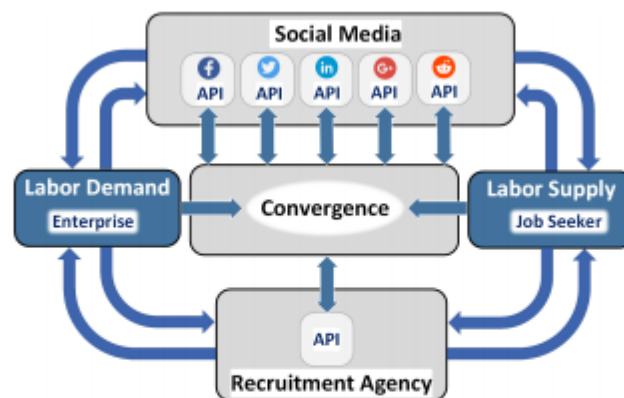 Social Media
API API API API API
Labor Demand
Enterprise
Convergence
Labor Supply
Job Seeker
API
Recruitment Agency